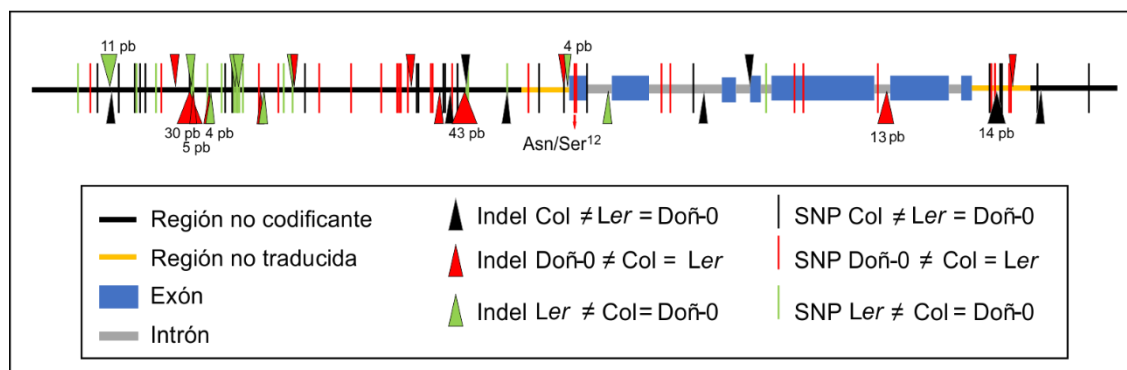 11 pb
4 pb
30 pb
4 pb
5 pb
43 pb
Asn/Ser12
13 pb
14 pb
Región no codificante
Región no traducida
Exón
Intrón
Indel Col ≠ Ler = Doñ-0
Indel Doñ-0 ≠ Col = Ler
Indel Ler ≠ Col= Doñ-0
SNP Col ≠ Ler = Doñ-0
SNP Doñ-0 ≠ Col = Ler
SNP Ler ≠ Col = Doñ-0